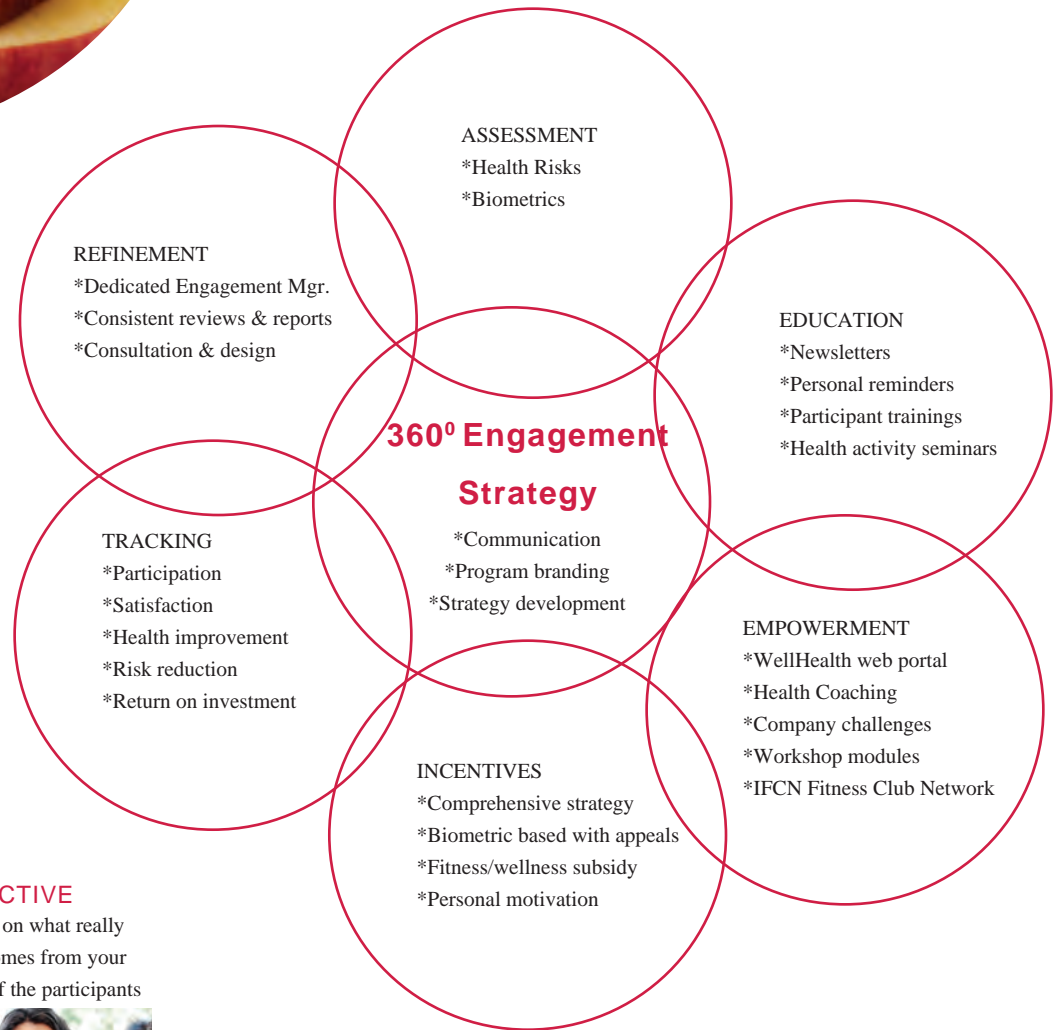 ASSESSMENT
*Health Risks
*Biometrics
REFINEMENT
*Dedicated Engagement Mgr.
*Consistent reviews & reports
*Consultation & design
EDUCATION
*Newsletters
*Personal reminders
*Participant trainings
*Health activity seminars
360⁰ Engagement
Strategy
*Communication
*Program branding
*Strategy development
TRACKING
*Participation
*Satisfaction
*Health improvement
*Risk reduction
*Return on investment
EMPOWERMENT
*WellHealth web portal
*Health Coaching
*Company challenges
*Workshop modules
*IFCN Fitness Club Network
INCENTIVES
*Comprehensive strategy
*Biometric based with appeals
*Fitness/wellness subsidy
*Personal motivation
CTIVE
on what really
omes from your
f the participants